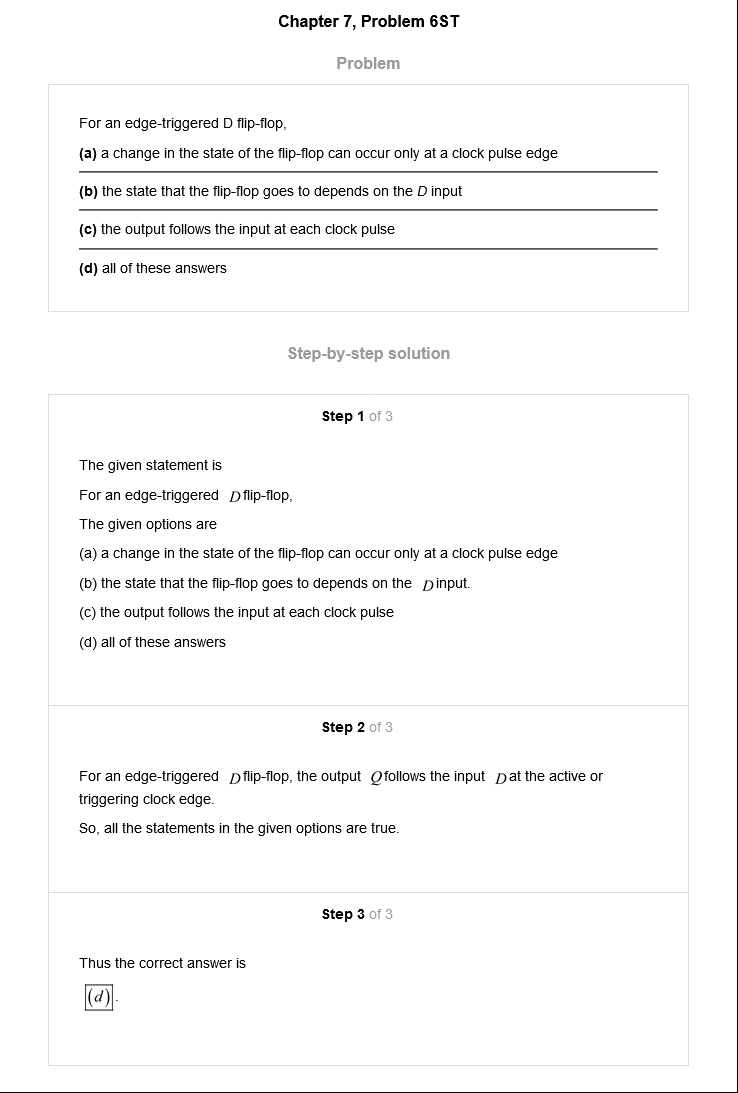 Chapter 7, Problem 6ST
Problem
For an edge-triggered D flip-flop,
(a) a change in the state of the flip-flop can occur only at a clock pulse edge
(b) the state that the flip-flop goes to depends on the D input
(c) the output follows the input at each clock pulse
(d) all of these answers
Step-by-step solution
Step 1 of 3
The given statement is
For an edge-triggered D flip-flop,
The given options are
(a) a change in the state of the flip-flop can occur only at a clock pulse edge
(b) the state that the flip-flop goes to depends on the D input.
(c) the output follows the input at each clock pulse
(d) all of these answers
Step 2 of 3
For an edge-triggered D flip-flop, the output Q follows the input D at the active or
triggering clock edge.
So, all the statements in the given options are true.
Step 3 of 3
Thus the correct answer is
(d).